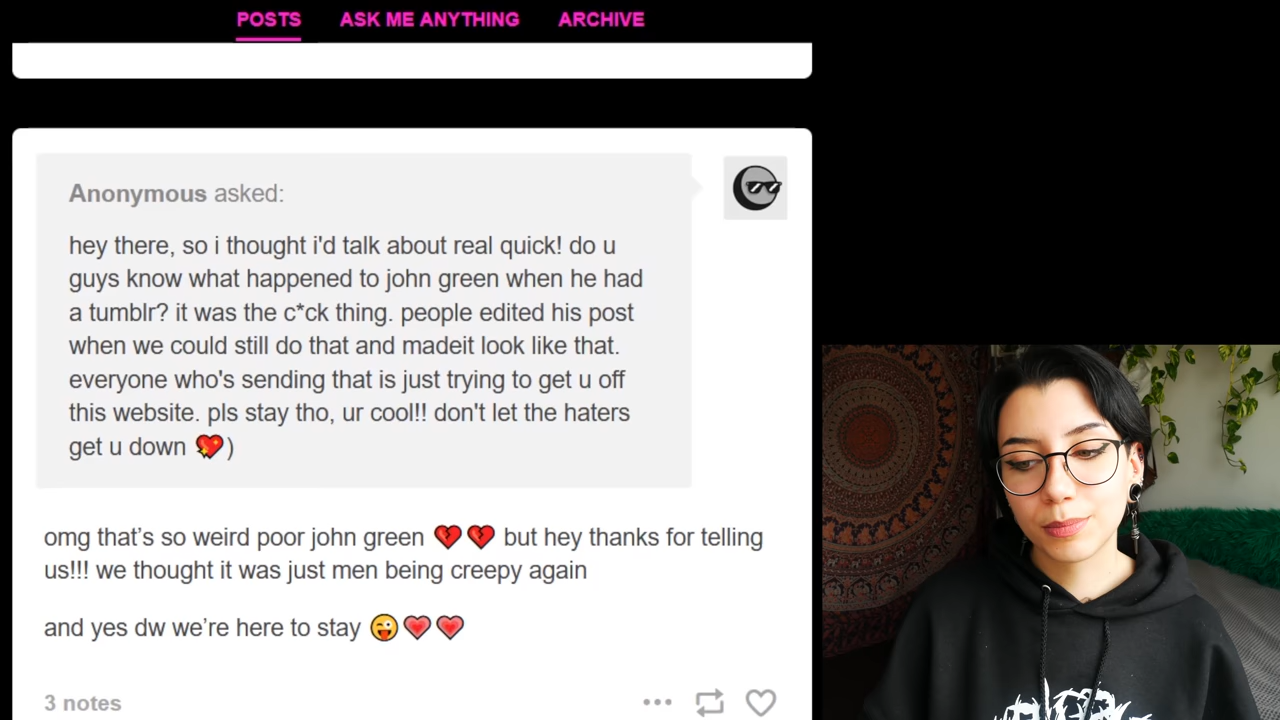 POSTS ASK ME ANYTHING ARCHIVE
Anonymous asked:
hey there, so i thought i'd talk about real quick! do u
guys know what happened to john green when he had
a tumblr? it was the c*ck thing. people edited his post
when we could still do that and madeit look like that.
everyone who's sending that is just trying to get u off
this website. pls stay tho, ur cool!! don't let the haters
get u down 💖)
omg that's so weird poor john green 💔💔 but hey thanks for telling
us!!! we thought it was just men being creepy again
and yes dw we're here to stay 😜💗💗
3 notes